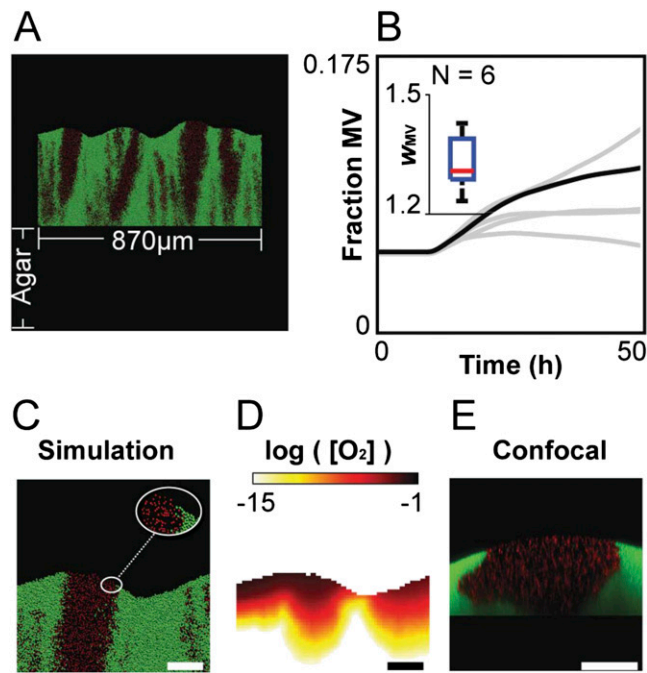 A
Agar
870µm
B
0.175
Fraction MV
0
N = 6
1.5
wMV
1.2
0
50
Time (h)
C
Simulation
D
log ( [O₂] )
-15
-1
E
Confocal